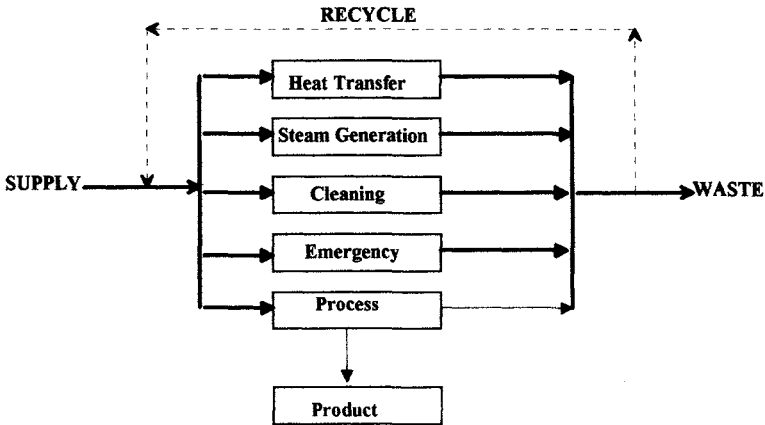 RECYCLE
Heat Transfer
Steam Generation
SUPPLY
Cleaning
WASTE
Emergency
Process
Product